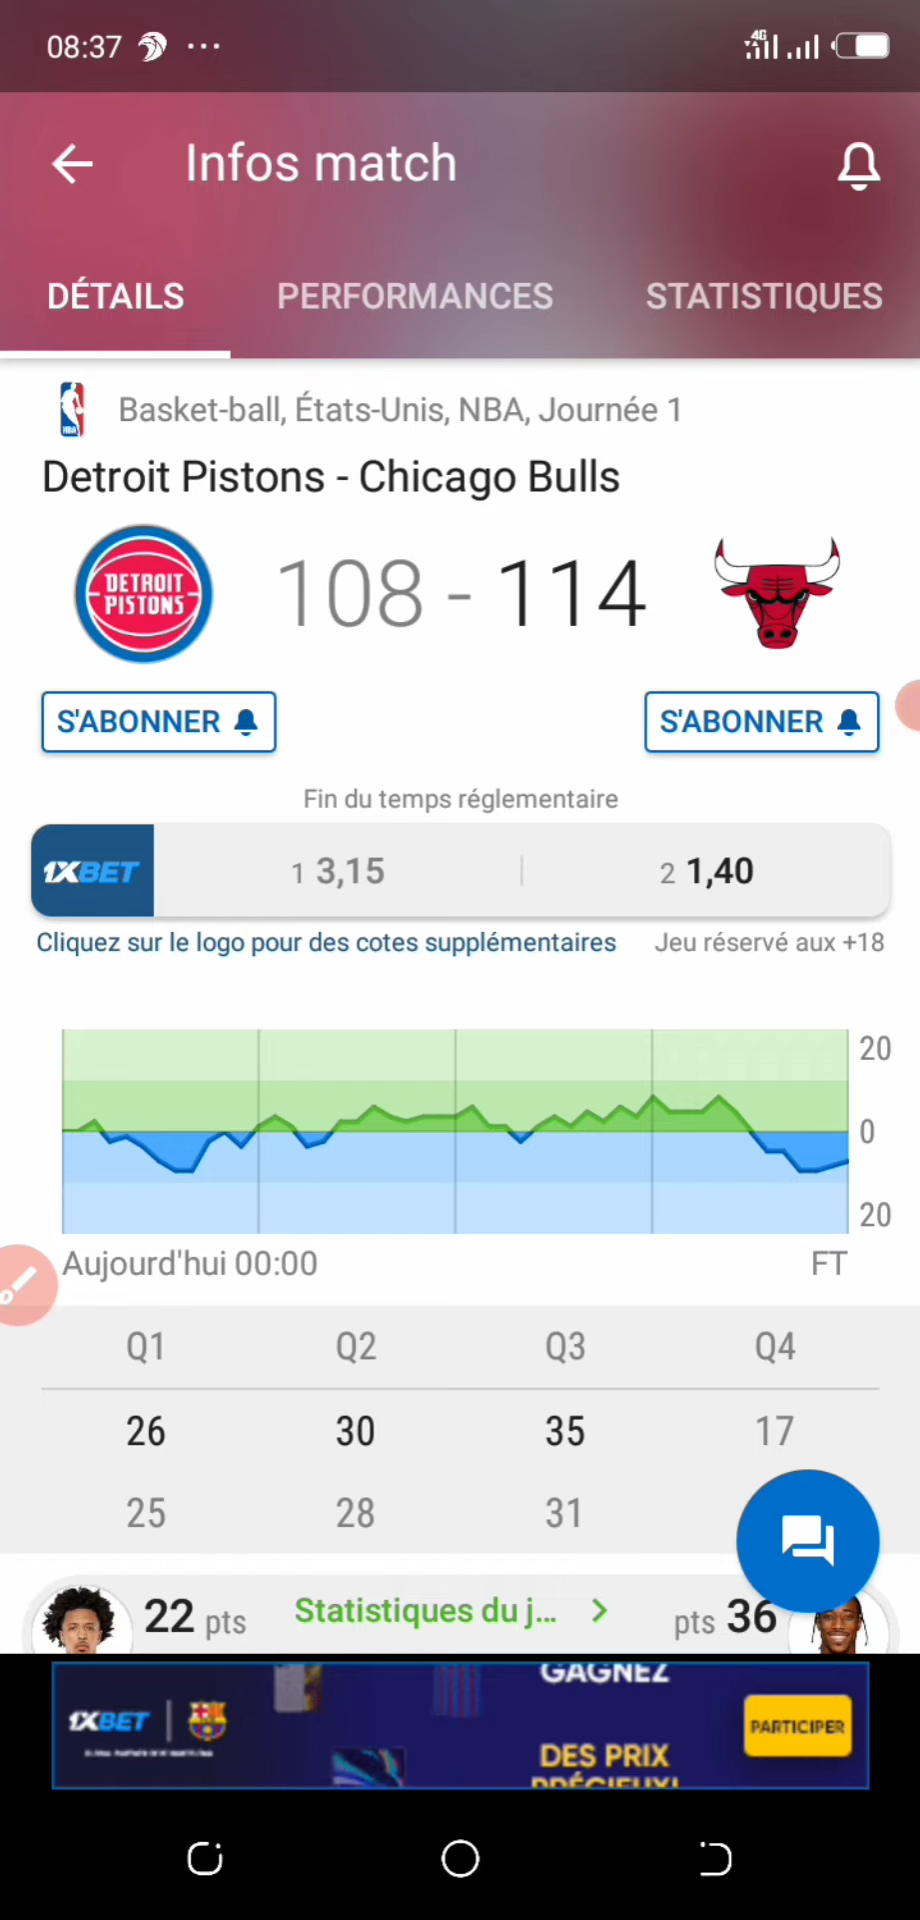 08:37
4G
Infos match
DÉTAILS PERFORMANCES STATISTIQUES
NBA
Basket-ball, États-Unis, NBA, Journée 1
Detroit Pistons - Chicago Bulls
DETROIT
PISTONS
108 - 114
S'ABONNER S'ABONNER
Fin du temps réglementaire
1XBET 1 3,15 2 1,40
Cliquez sur le logo pour des cotes supplémentaires Jeu réservé aux +18
20
0
20
Aujourd'hui 00:00 FT
Q1 Q2 Q3 Q4
26 30 35 17
25 28 31
22 pts Statistiques du j... pts 36
GAGNEZ
1XBET PARTICIPER
DES PRIX
PRÉCIEUX!